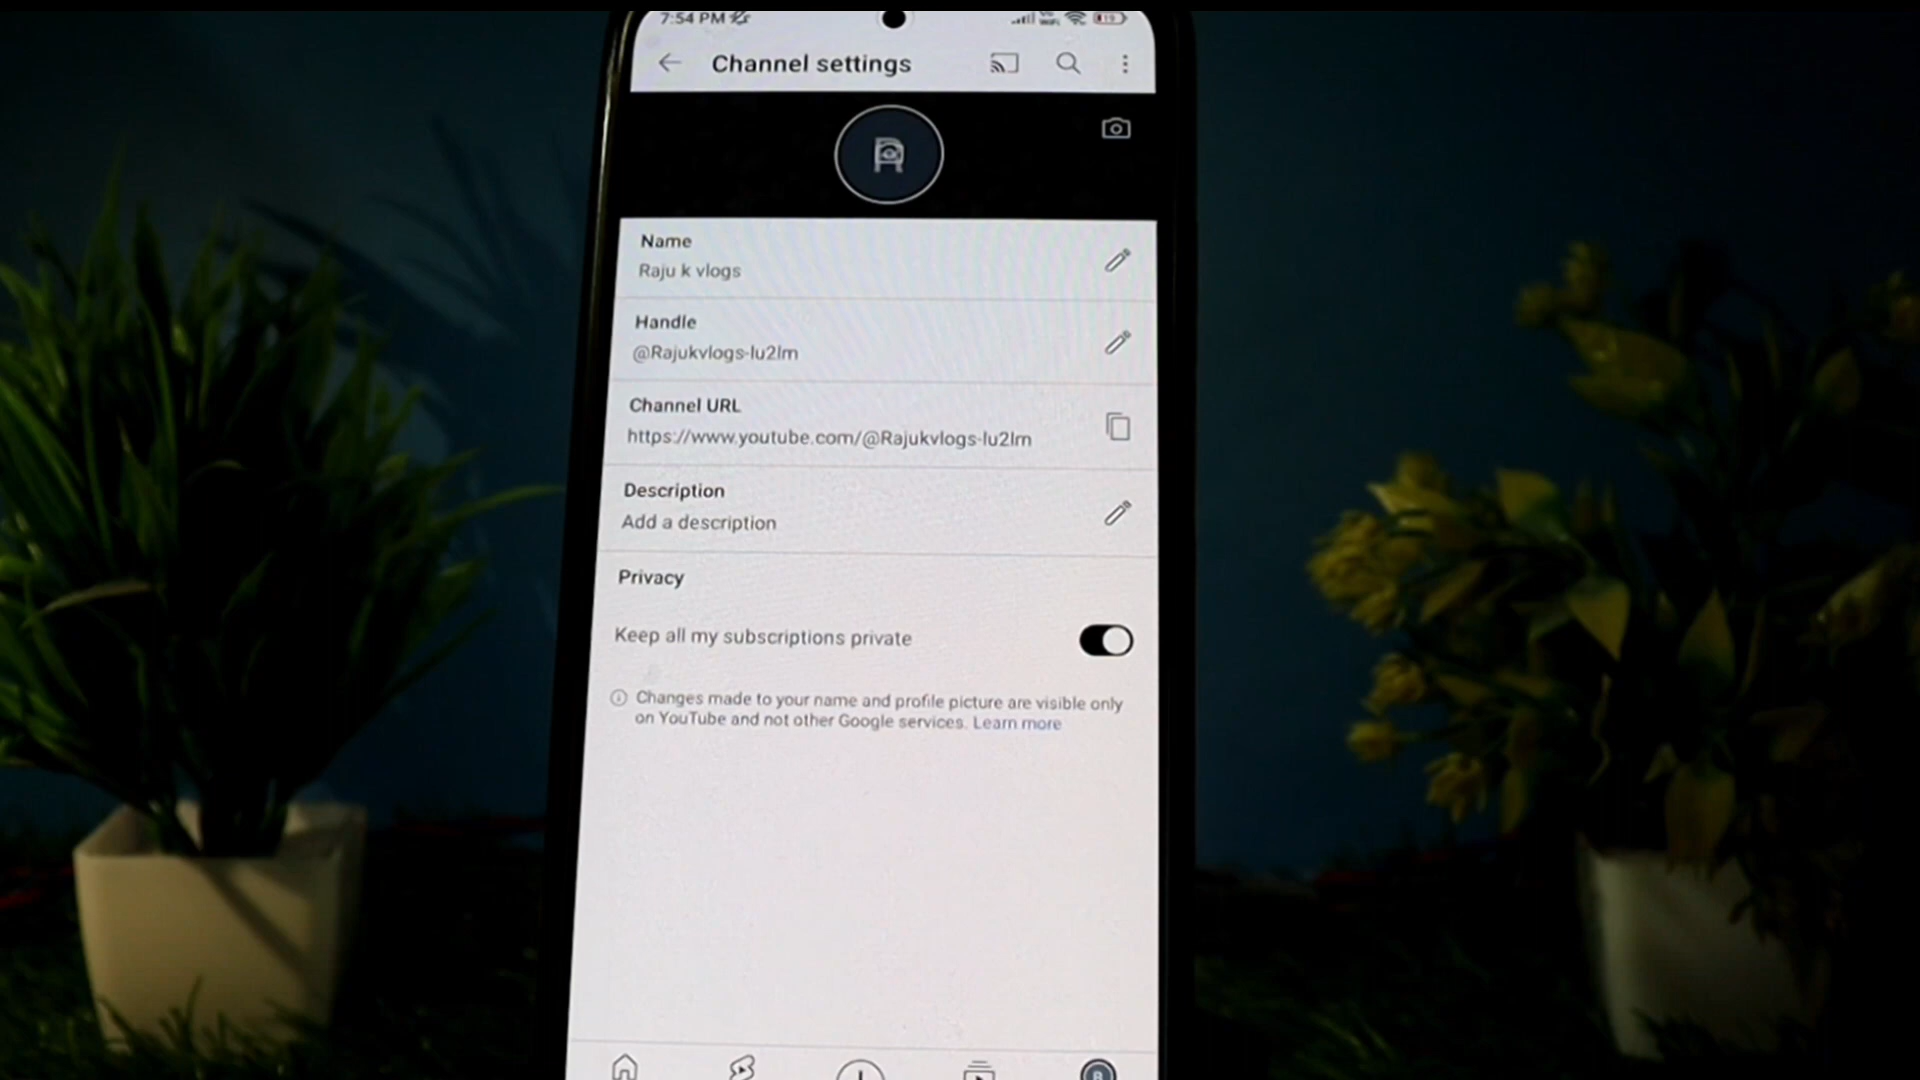 7:54 PM
19
Channel settings
Name
Raju k vlogs
Handle
@Rajukvlogs-lu2lm
Channel URL
https://www.youtube.com/@Rajukvlogs-lu2lm
Description
Add a description
Privacy
Keep all my subscriptions private
Changes made to your name and profile picture are visible only
on YouTube and not other Google services. Learn more